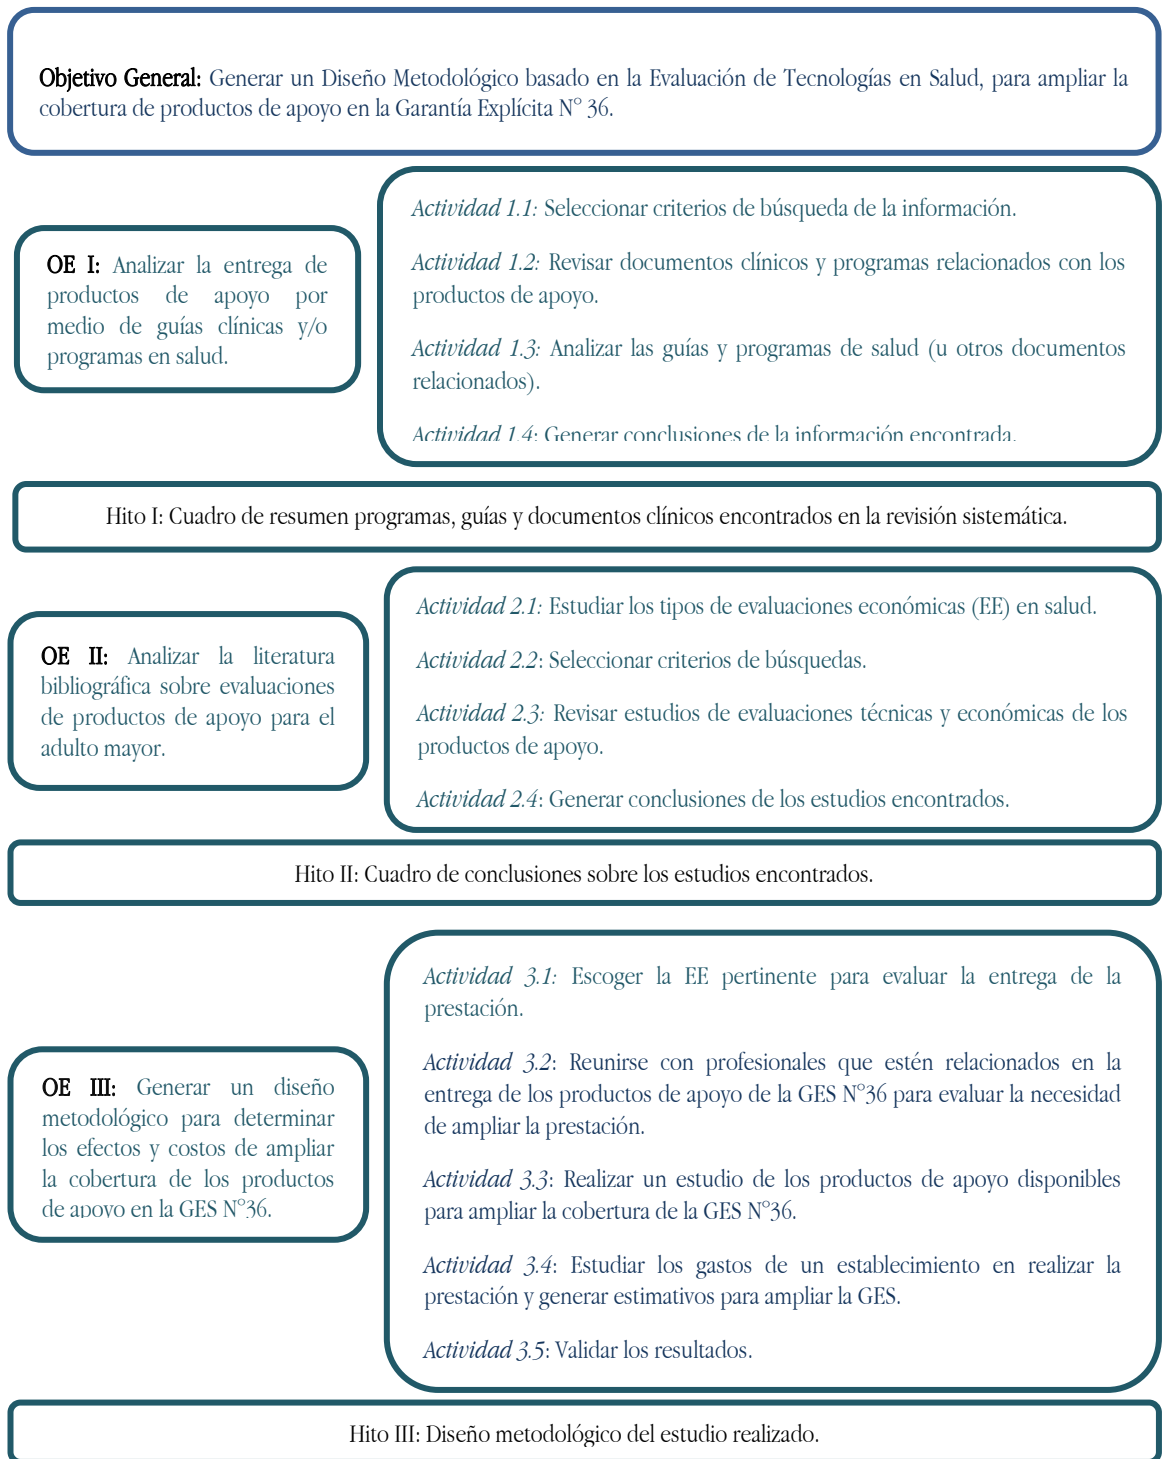 Objetivo General: Generar un Diseño Metodológico basado en la Evaluación de Tecnologías en Salud, para ampliar la
cobertura de productos de apoyo en la Garantía Explícita N° 36.
OE I: Analizar la entrega de
productos de apoyo por
medio de guías clínicas y/o
programas en salud.
Actividad 1.1: Seleccionar criterios de búsqueda de la información.
Actividad 1.2: Revisar documentos clínicos y programas relacionados con los
productos de apoyo.
Actividad 1.3: Analizar las guías y programas de salud (u otros documentos
relacionados).
Actividad 1.4: Generar conclusiones de la información encontrada.
Hito I: Cuadro de resumen programas, guías y documentos clínicos encontrados en la revisión sistemática.
OE II: Analizar la literatura
bibliográfica sobre evaluaciones
de productos de apoyo para el
adulto mayor.
Actividad 2.1: Estudiar los tipos de evaluaciones económicas (EE) en salud.
Actividad 2.2: Seleccionar criterios de búsquedas.
Actividad 2.3: Revisar estudios de evaluaciones técnicas y económicas de los
productos de apoyo.
Actividad 2.4: Generar conclusiones de los estudios encontrados.
Hito II: Cuadro de conclusiones sobre los estudios encontrados.
OE III: Generar un diseño
metodológico para determinar
los efectos y costos de ampliar
la cobertura de los productos
de apoyo en la GES N°36.
Actividad 3.1: Escoger la EE pertinente para evaluar la entrega de la
prestación.
Actividad 3.2: Reunirse con profesionales que estén relacionados en la
entrega de los productos de apoyo de la GES N°36 para evaluar la necesidad
de ampliar la prestación.
Actividad 3.3: Realizar un estudio de los productos de apoyo disponibles
para ampliar la cobertura de la GES N°36.
Actividad 3.4: Estudiar los gastos de un establecimiento en realizar la
prestación y generar estimativos para ampliar la GES.
Actividad 3.5: Validar los resultados.
Hito III: Diseño metodológico del estudio realizado.